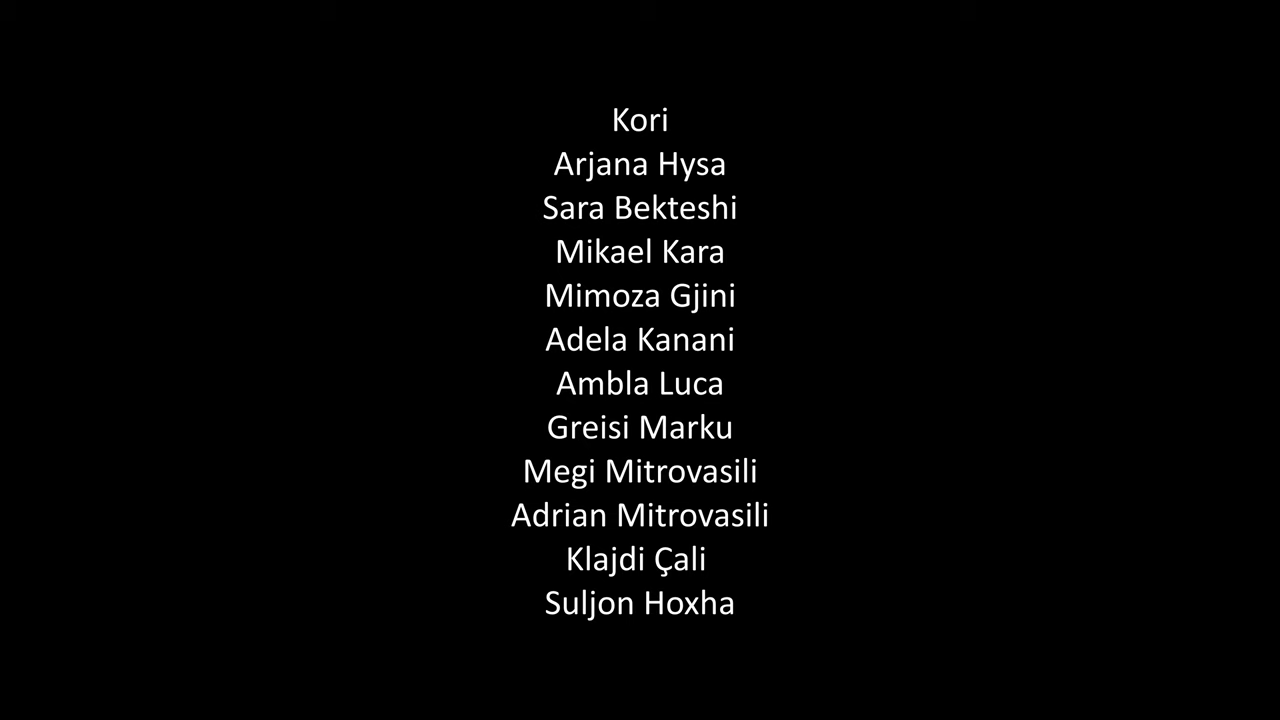 Kori
Arjana Hysa
Sara Bekteshi
Mikael Kara
Mimoza Gjini
Adela Kanani
Ambla Luca
Greisi Marku
Megi Mitrovasili
Adrian Mitrovasili
Klajdi Çali
Suljon Hoxha